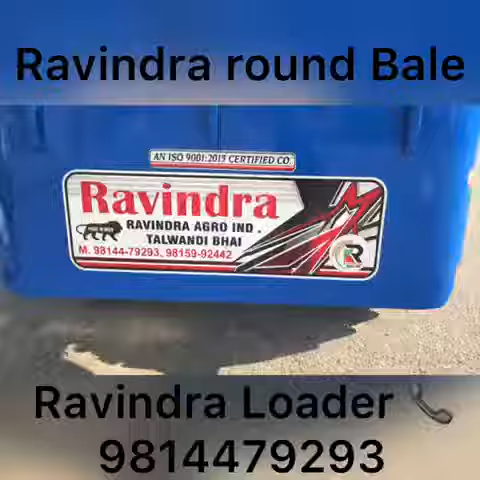 Ravindra round Bale
AN ISO 9001:2015 CERTIFIED CO.
Ravindra
RAVINDRA AGRO IND.
TALWANDI BHAI
M. 98144-79293, 98159-92442
R
Ravindra Loader 📞
9814479293